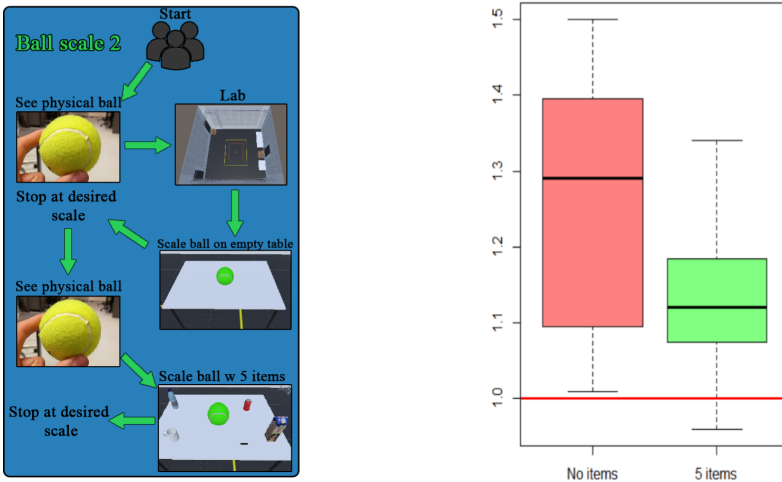 Start
Ball scale 2
See physical ball
Lab
Stop at desired
scale
Scale ball on empty table
See physical ball
Scale ball w 5 items
Stop at desired
scale
1.5
1.4
1.3
1.2
1.1
1.0
No items
5 items